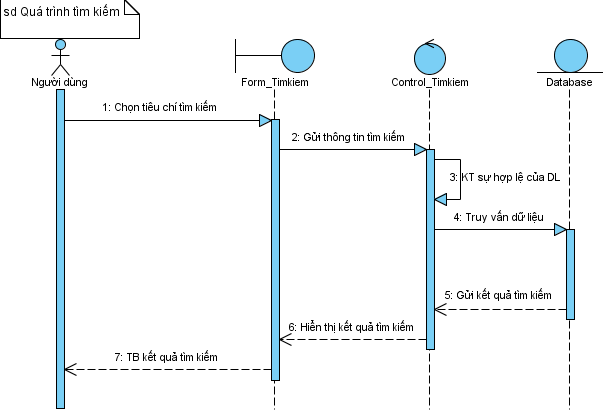 sd Quá trình tìm kiếm
Người dùng
Form_Timkiem
Control_Timkiem
Database
1: Chọn tiêu chí tìm kiếm
2: Gửi thông tin tìm kiếm
3: KT sự hợp lệ của DL
4: Truy vấn dữ liệu
5: Gửi kết quả tìm kiếm
6: Hiển thị kết quả tìm kiếm
7: TB kết quả tìm kiếm